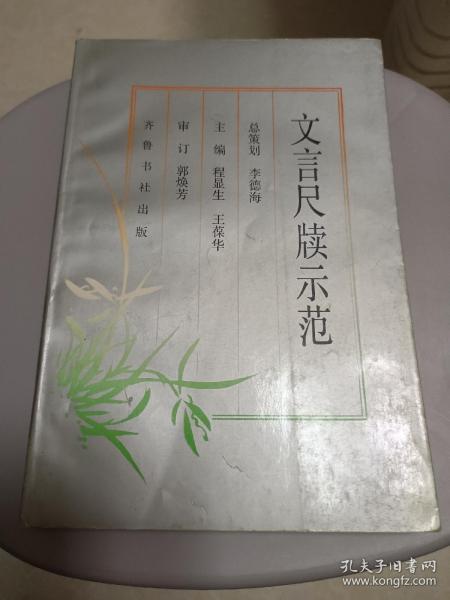 文言尺牍示范
总策划 李德海
主编 程显生 王葆华
审订 郭焕芳
齐鲁书社出版
孔夫子旧书网
www.kongfz.com